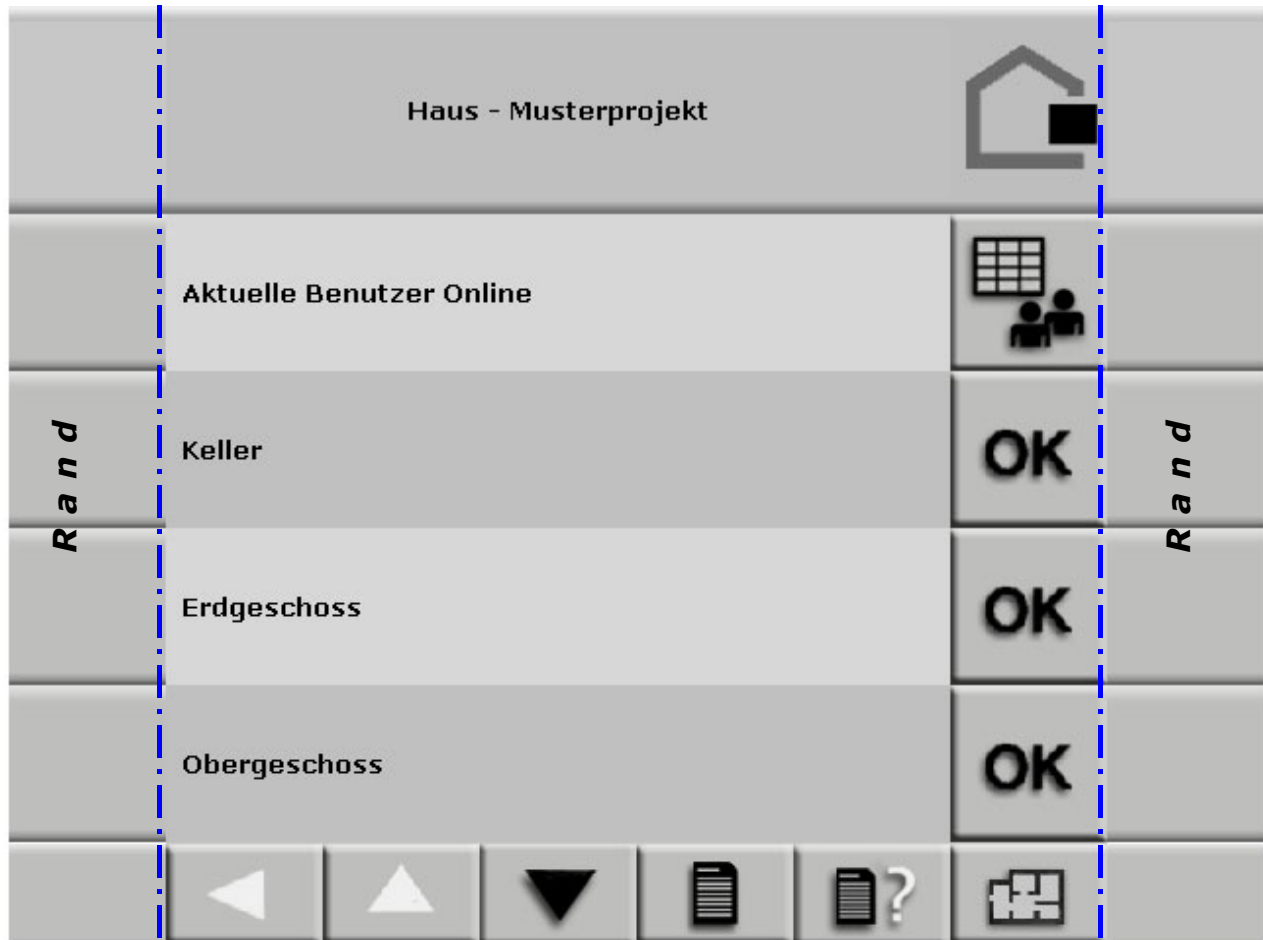 Haus - Musterprojekt
Aktuelle Benutzer Online
Keller
OK
Rand
Rand
Erdgeschoss
OK
Obergeschoss
OK
?